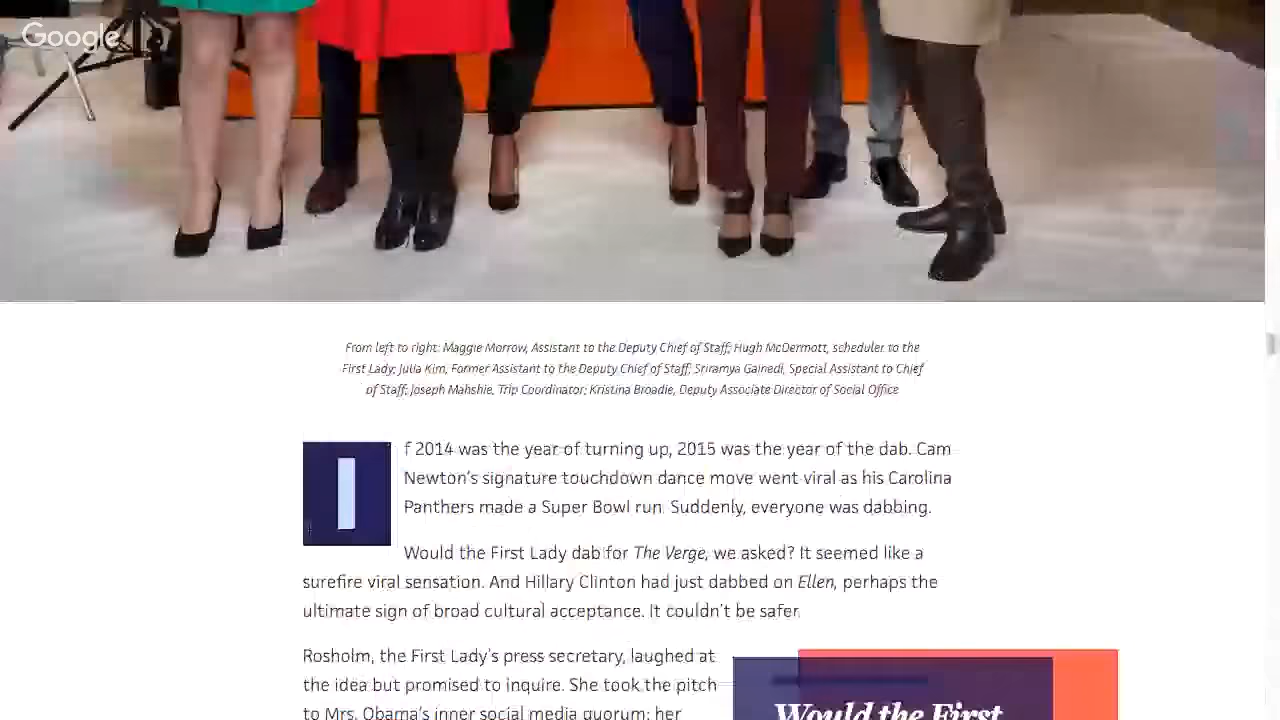 Google
From left to right: Maggie Morrow, Assistant to the Deputy Chief of Staff; Hugh McDermott, scheduler to the
First Lady; Julia Kim, Former Assistant to the Deputy Chief of Staff; Sriramya Gainedi, Special Assistant to Chief
of Staff; Joseph Mahshie, Trip Coordinator; Kristina Broadie, Deputy Associate Director of Social Office
If 2014 was the year of turning up, 2015 was the year of the dab. Cam
Newton's signature touchdown dance move went viral as his Carolina
Panthers made a Super Bowl run. Suddenly, everyone was dabbing.
Would the First Lady dab for The Verge, we asked? It seemed like a
surefire viral sensation. And Hillary Clinton had just dabbed on Ellen, perhaps the
ultimate sign of broad cultural acceptance. It couldn't be safer.
Rosholm, the First Lady's press secretary, laughed at
the idea but promised to inquire. She took the pitch
to Mrs. Obama's inner social media quorum: her
Would the First